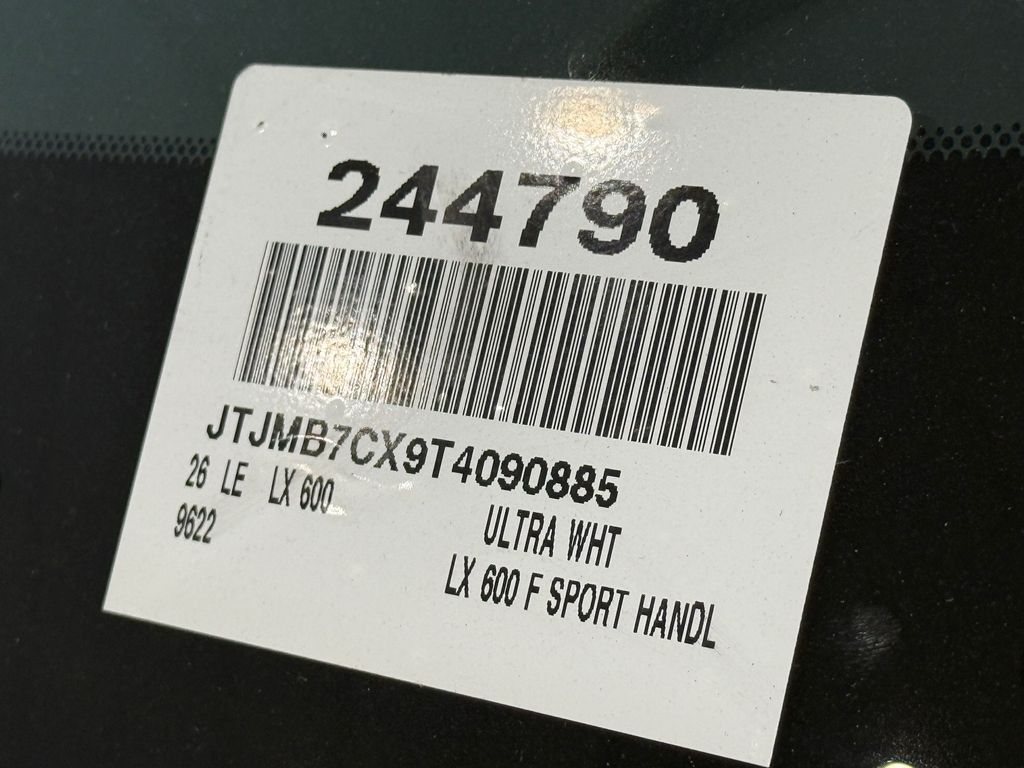 244790
JTJMB7CX9T4090885
26 LE LX 600
ULTRA WHT
9622
LX 600 F SPORT HANDL